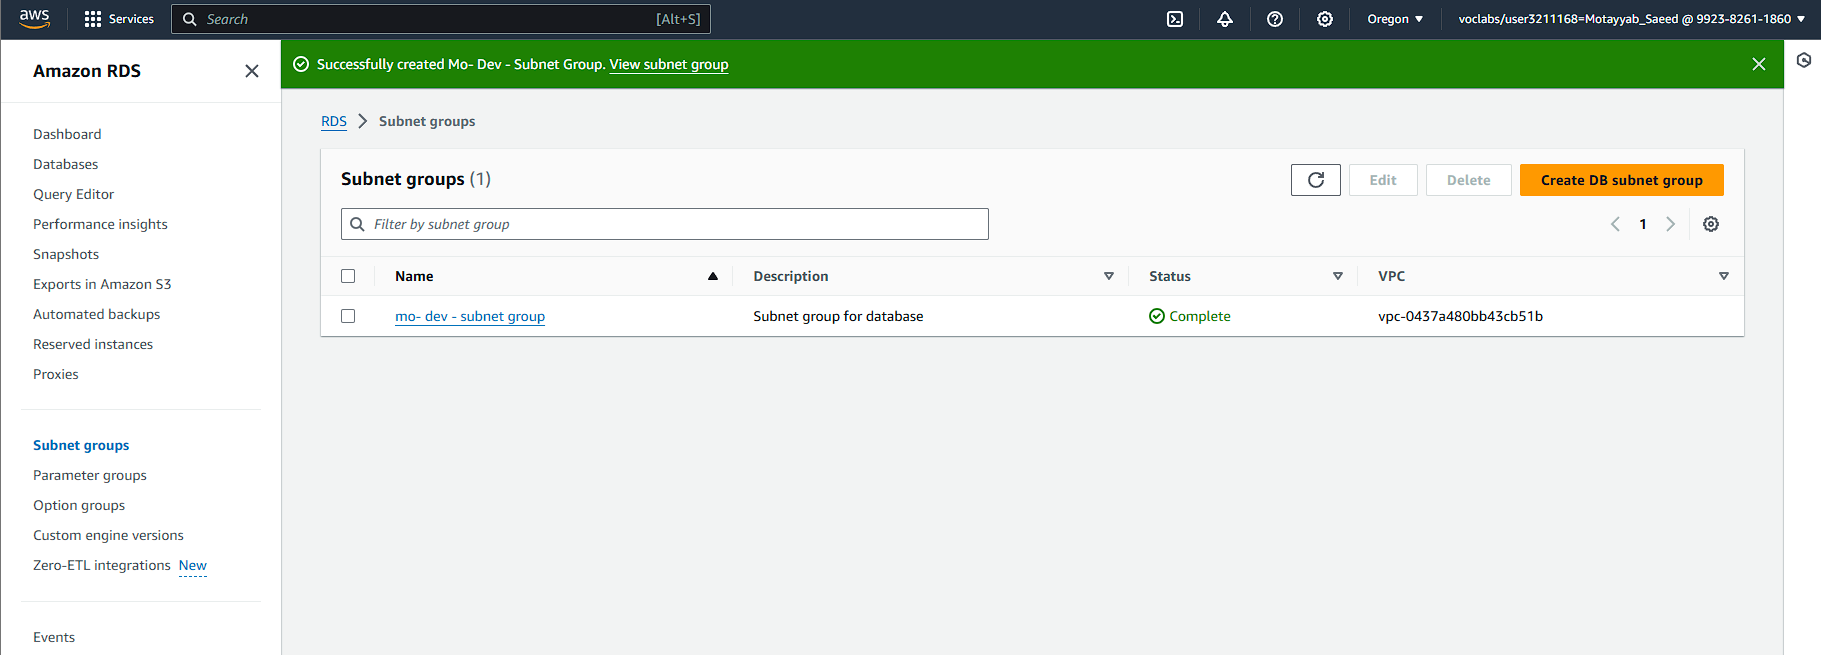 aws Services Search [Alt+S] Oregon voclabs/user3211168=Motayyab_Saeed @ 9923-8261-1860
Amazon RDS
Dashboard
Databases
Query Editor
Performance insights
Snapshots
Exports in Amazon S3
Automated backups
Reserved instances
Proxies
Subnet groups
Parameter groups
Option groups
Custom engine versions
Zero-ETL integrations New
Events
Successfully created Mo- Dev - Subnet Group. View subnet group
RDS Subnet groups
Subnet groups (1) Edit Delete Create DB subnet group
Filter by subnet group 1
Name Description Status VPC
mo- dev - subnet group Subnet group for database Complete vpc-0437a480bb43cb51b